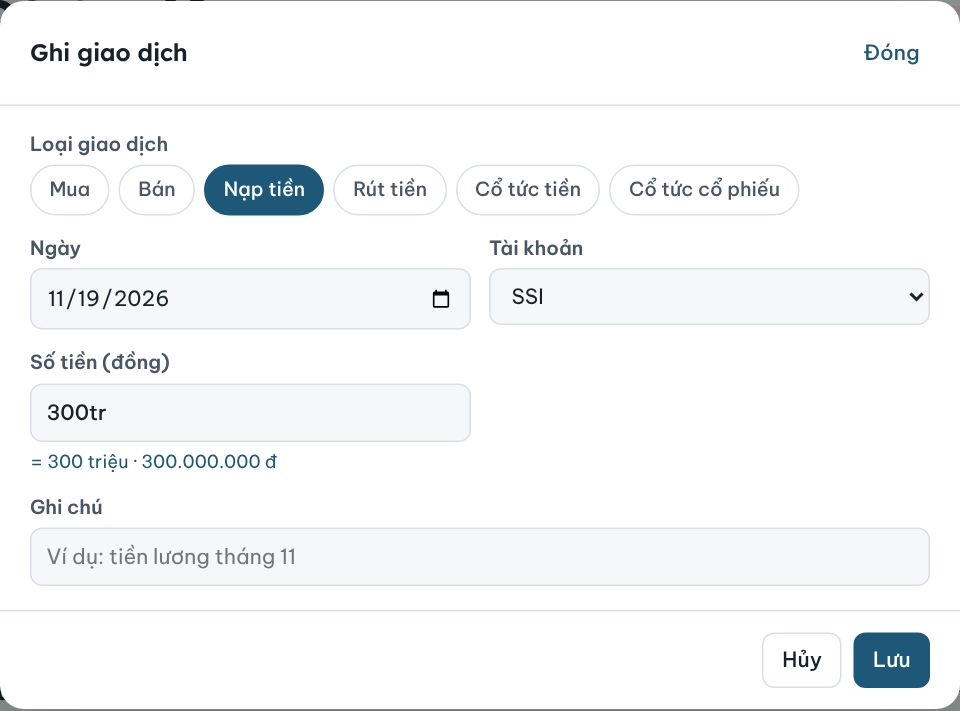 Ghi giao dịch
Đóng
Loại giao dịch
Mua
Bán
Nạp tiền
Rút tiền
Cổ tức tiền
Cổ tức cổ phiếu
Ngày
Tài khoản
11/19/2026
SSI
Số tiền (đồng)
300tr
= 300 triệu · 300.000.000 đ
Ghi chú
Ví dụ: tiền lương tháng 11
Hủy
Lưu